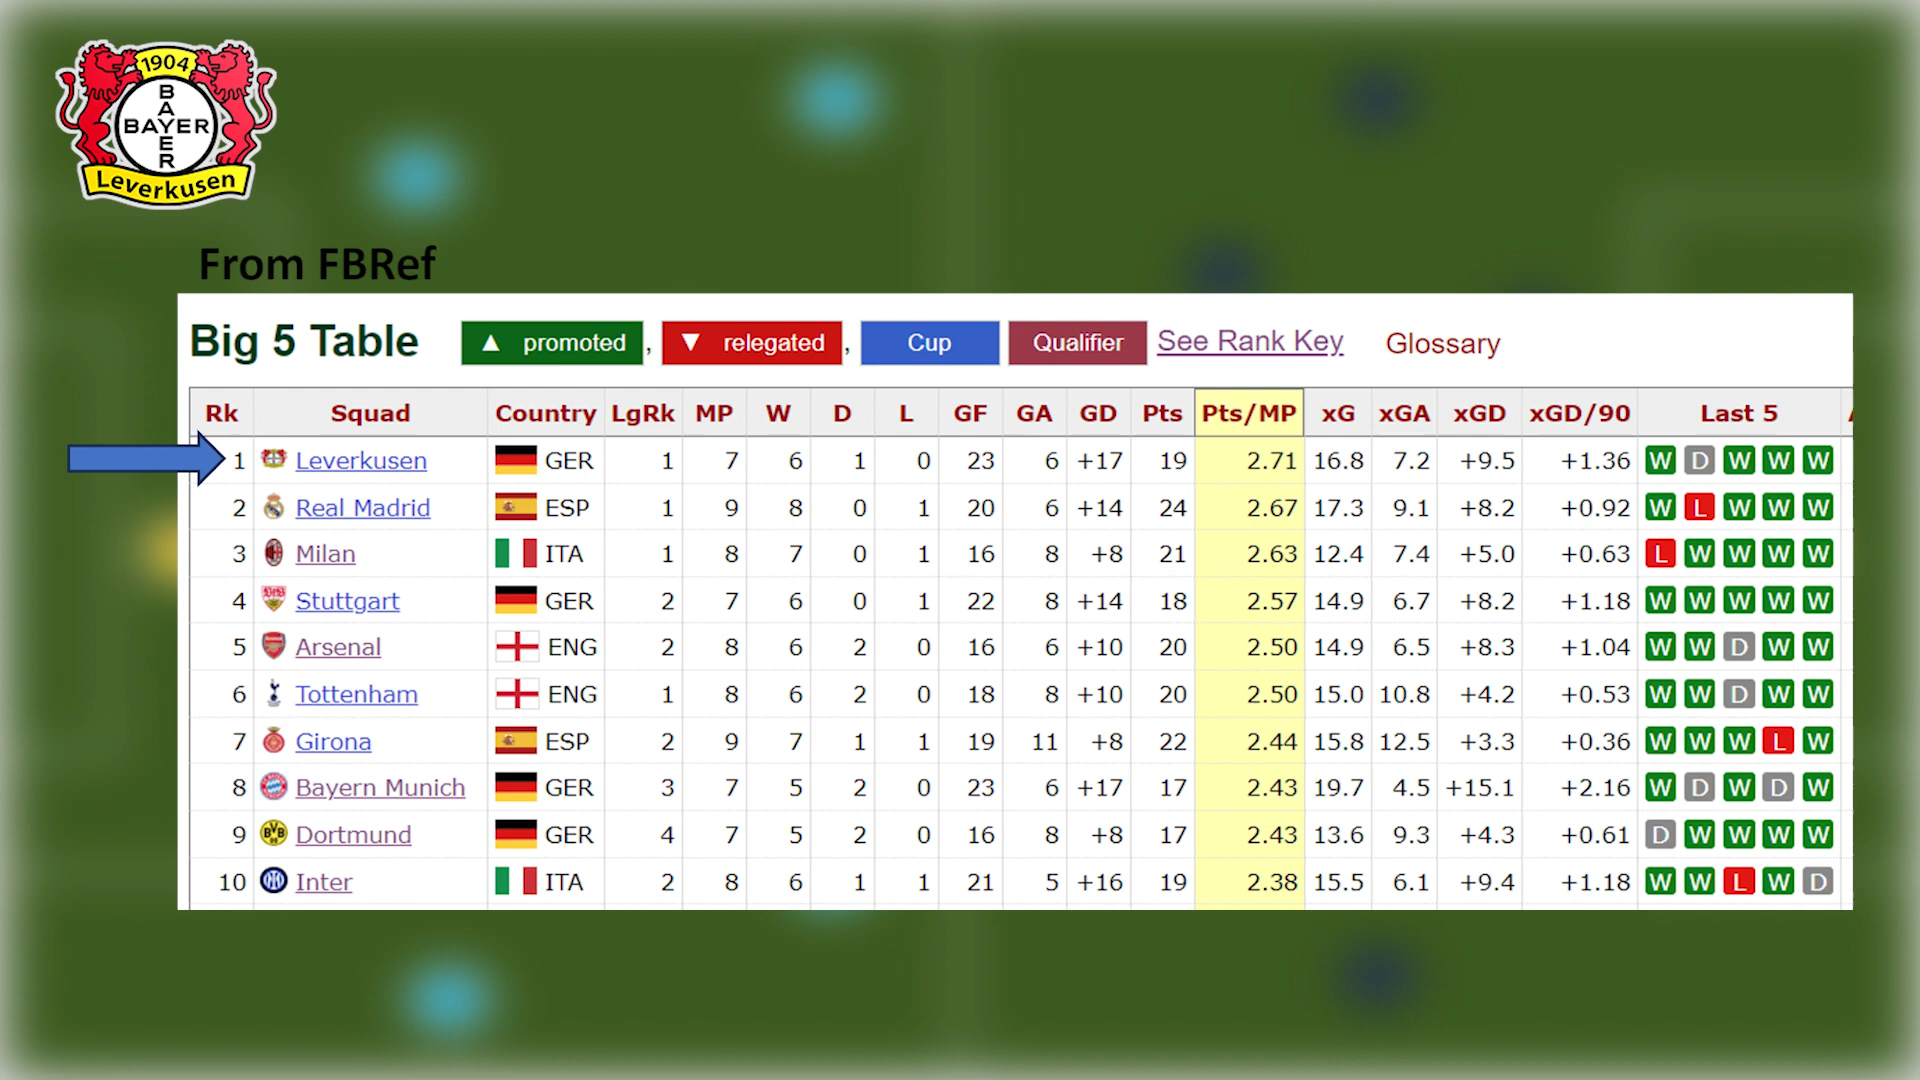 1904
BAYER
BAYER
Leverkusen
From FBRef
Big 5 Table ▲ promoted , ▼ relegated , Cup Qualifier See Rank Key Glossary
Rk Squad Country LgRk MP W D L GF GA GD Pts Pts/MP xG xGA xGD xGD/90 Last 5
1 Leverkusen GER 1 7 6 1 0 23 6 +17 19 2.71 16.8 7.2 +9.5 +1.36 W D W W W
2 Real Madrid ESP 1 9 8 0 1 20 6 +14 24 2.67 17.3 9.1 +8.2 +0.92 W L W W W
3 Milan ITA 1 8 7 0 1 16 8 +8 21 2.63 12.4 7.4 +5.0 +0.63 L W W W W
4 Stuttgart GER 2 7 6 0 1 22 8 +14 18 2.57 14.9 6.7 +8.2 +1.18 W W W W W
5 Arsenal ENG 2 8 6 2 0 16 6 +10 20 2.50 14.9 6.5 +8.3 +1.04 W W D W W
6 Tottenham ENG 1 8 6 2 0 18 8 +10 20 2.50 15.0 10.8 +4.2 +0.53 W W D W W
7 Girona ESP 2 9 7 1 1 19 11 +8 22 2.44 15.8 12.5 +3.3 +0.36 W W W L W
8 Bayern Munich GER 3 7 5 2 0 23 6 +17 17 2.43 19.7 4.5 +15.1 +2.16 W D W D W
9 Dortmund GER 4 7 5 2 0 16 8 +8 17 2.43 13.6 9.3 +4.3 +0.61 D W W W W
10 Inter ITA 2 8 6 1 1 21 5 +16 19 2.38 15.5 6.1 +9.4 +1.18 W W L W D